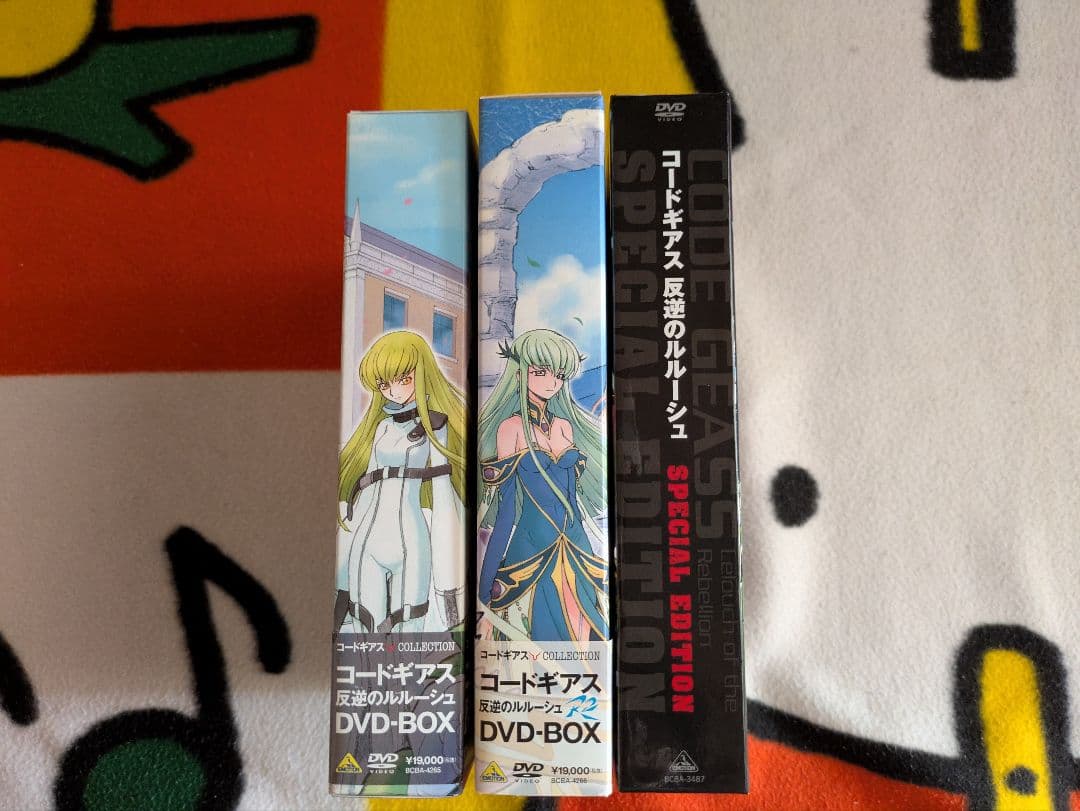 コードギアス COLLECTION
コードギアス
反逆のルルーシュ
DVD-BOX
EMOTION
DVD
VIDEO
¥19,000
BCBA-4265
コードギアス COLLECTION
コードギアス
反逆のルルーシュ R2
DVD-BOX
EMOTION
DVD
VIDEO
¥19,000
BCBA-4266
DVD
VIDEO
コードギアス 反逆のルルーシュ
SPECIAL EDITION
CODE GEASS
Lelouch of the
Rebellion
SPECIAL EDITION
EMOTION
BCBA-3487